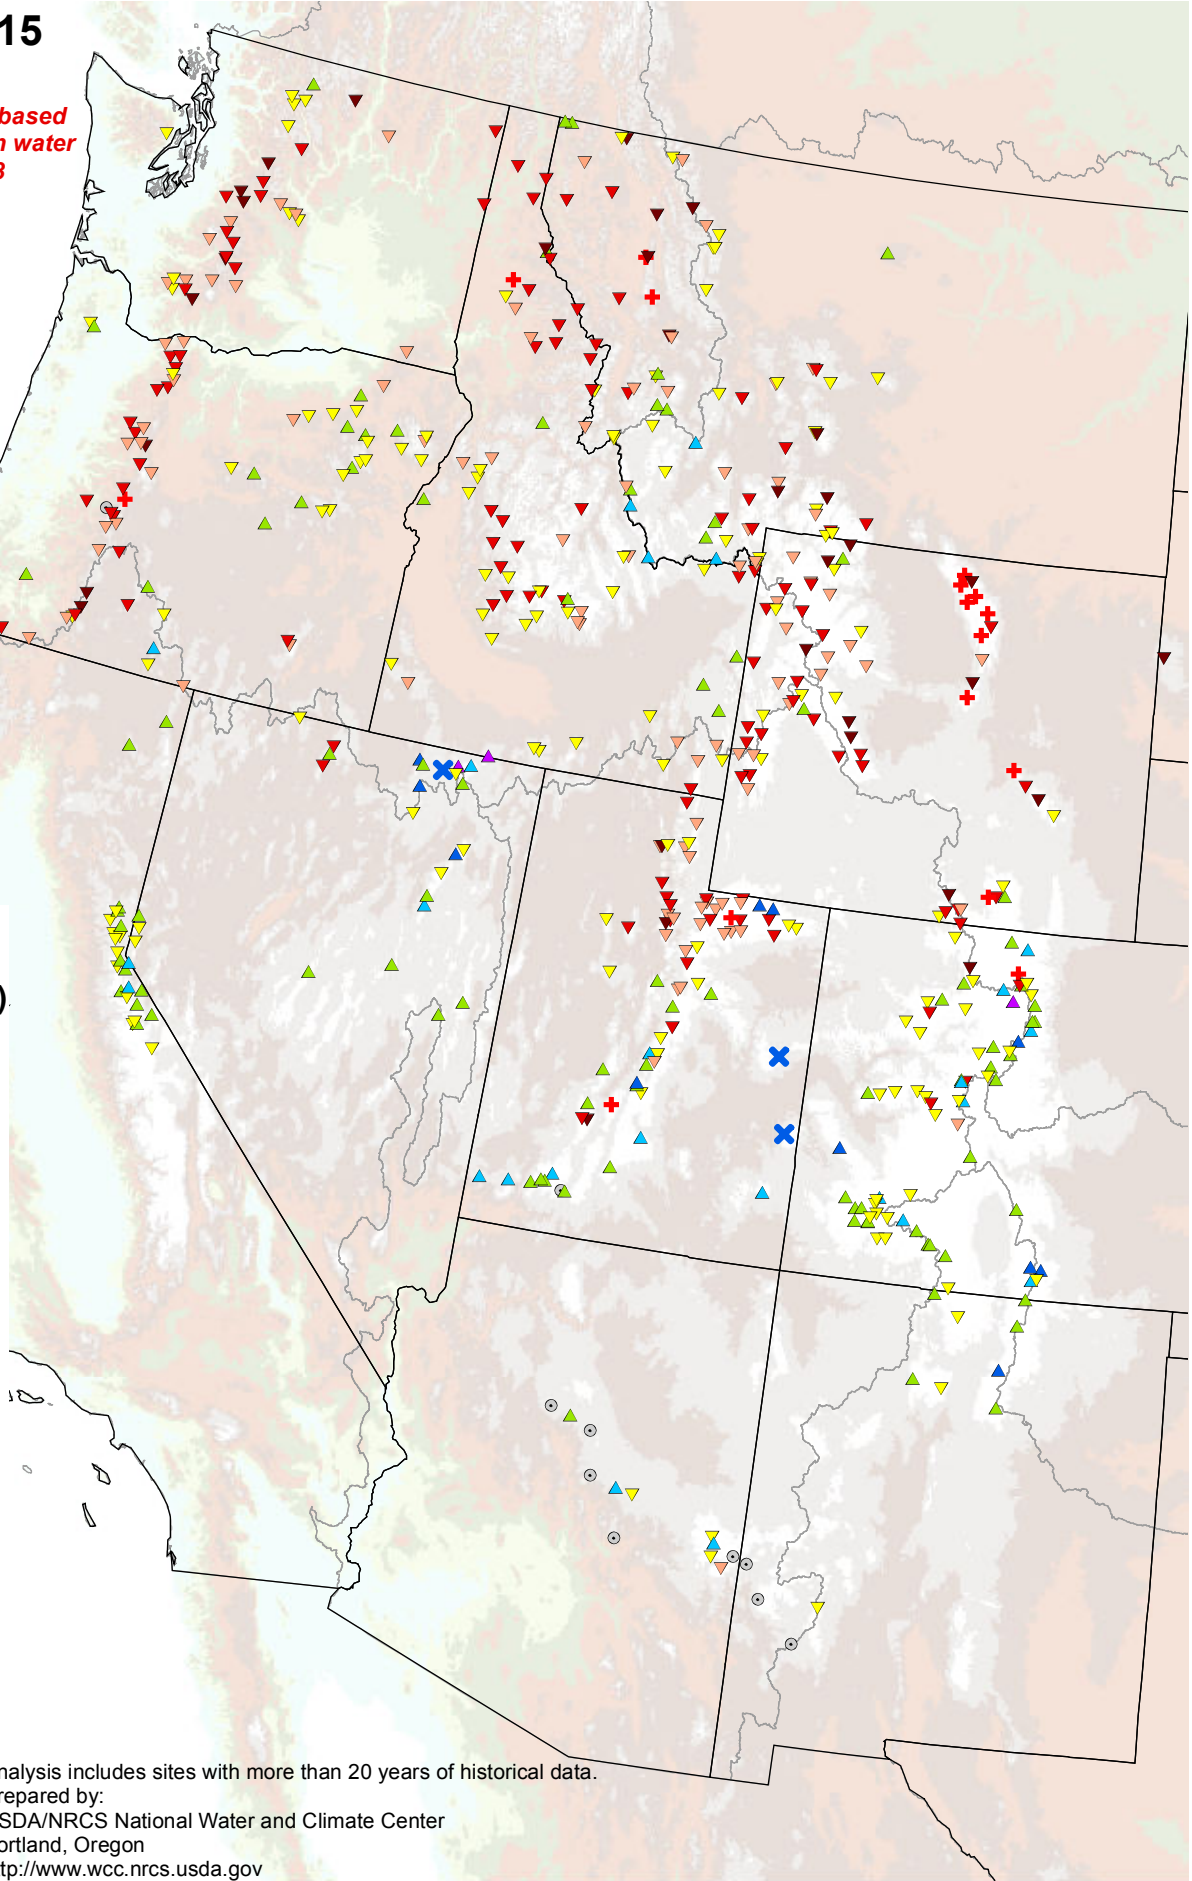 15
based
n water
3
)
nalysis includes sites with more than 20 years of historical data.
repared by:
SDA/NRCS National Water and Climate Center
ortland, Oregon
tp://www.wcc.nrcs.usda.gov